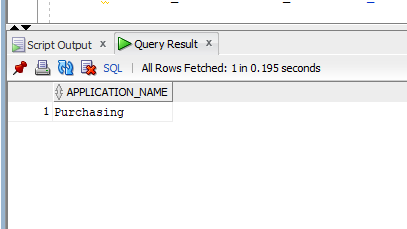 Script Output x Query Result x
SQL | All Rows Fetched: 1 in 0.195 seconds
APPLICATION_NAME
1 Purchasing